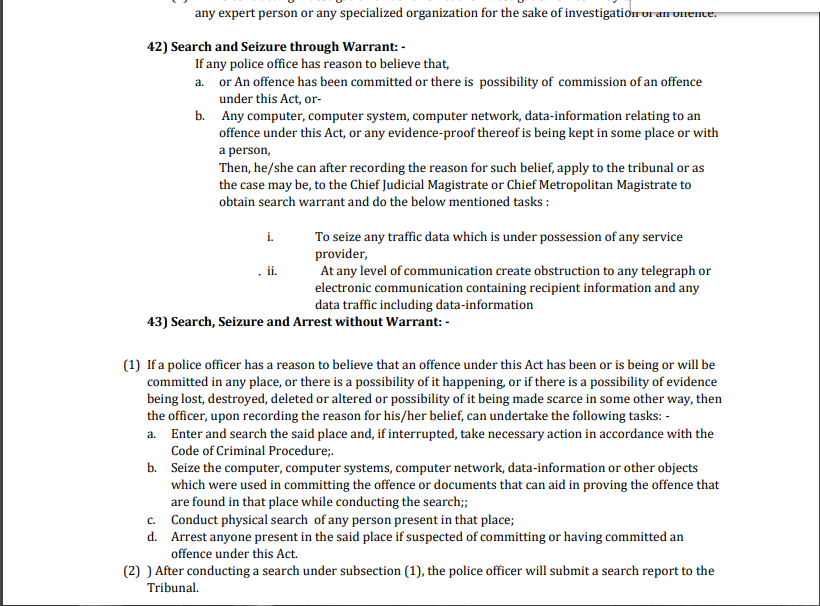 any expert person or any specialized organization for the sake of investigation or an offence.
42) Search and Seizure through Warrant: -
If any police office has reason to believe that,
a. or An offence has been committed or there is possibility of commission of an offence
under this Act, or-
b. Any computer, computer system, computer network, data-information relating to an
offence under this Act, or any evidence-proof thereof is being kept in some place or with
a person,
Then, he/she can after recording the reason for such belief, apply to the tribunal or as
the case may be, to the Chief Judicial Magistrate or Chief Metropolitan Magistrate to
obtain search warrant and do the below mentioned tasks :
i. To seize any traffic data which is under possession of any service
provider,
. ii. At any level of communication create obstruction to any telegraph or
electronic communication containing recipient information and any
data traffic including data-information
43) Search, Seizure and Arrest without Warrant: -
(1) If a police officer has a reason to believe that an offence under this Act has been or is being or will be
committed in any place, or there is a possibility of it happening, or if there is a possibility of evidence
being lost, destroyed, deleted or altered or possibility of it being made scarce in some other way, then
the officer, upon recording the reason for his/her belief, can undertake the following tasks: -
a. Enter and search the said place and, if interrupted, take necessary action in accordance with the
Code of Criminal Procedure;.
b. Seize the computer, computer systems, computer network, data-information or other objects
which were used in committing the offence or documents that can aid in proving the offence that
are found in that place while conducting the search;;
c. Conduct physical search of any person present in that place;
d. Arrest anyone present in the said place if suspected of committing or having committed an
offence under this Act.
(2) ) After conducting a search under subsection (1), the police officer will submit a search report to the
Tribunal.